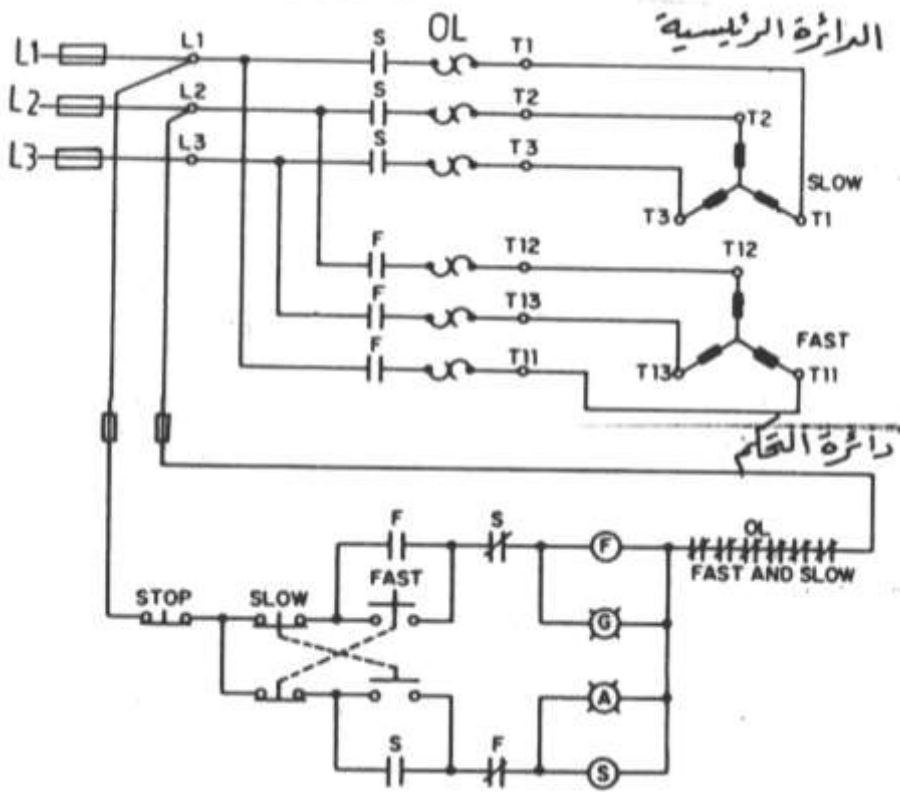 الدائرة الرئيسية
OL
L1 L1 S T1
L2 L2 S T2 T2
L3 L3 S T3 SLOW
T3 T1
F T12 T12
F T13 FAST
F T11 T13 T11
دائرة التحكم
F S F OL
FAST FAST AND SLOW
STOP SLOW G
A
S F S